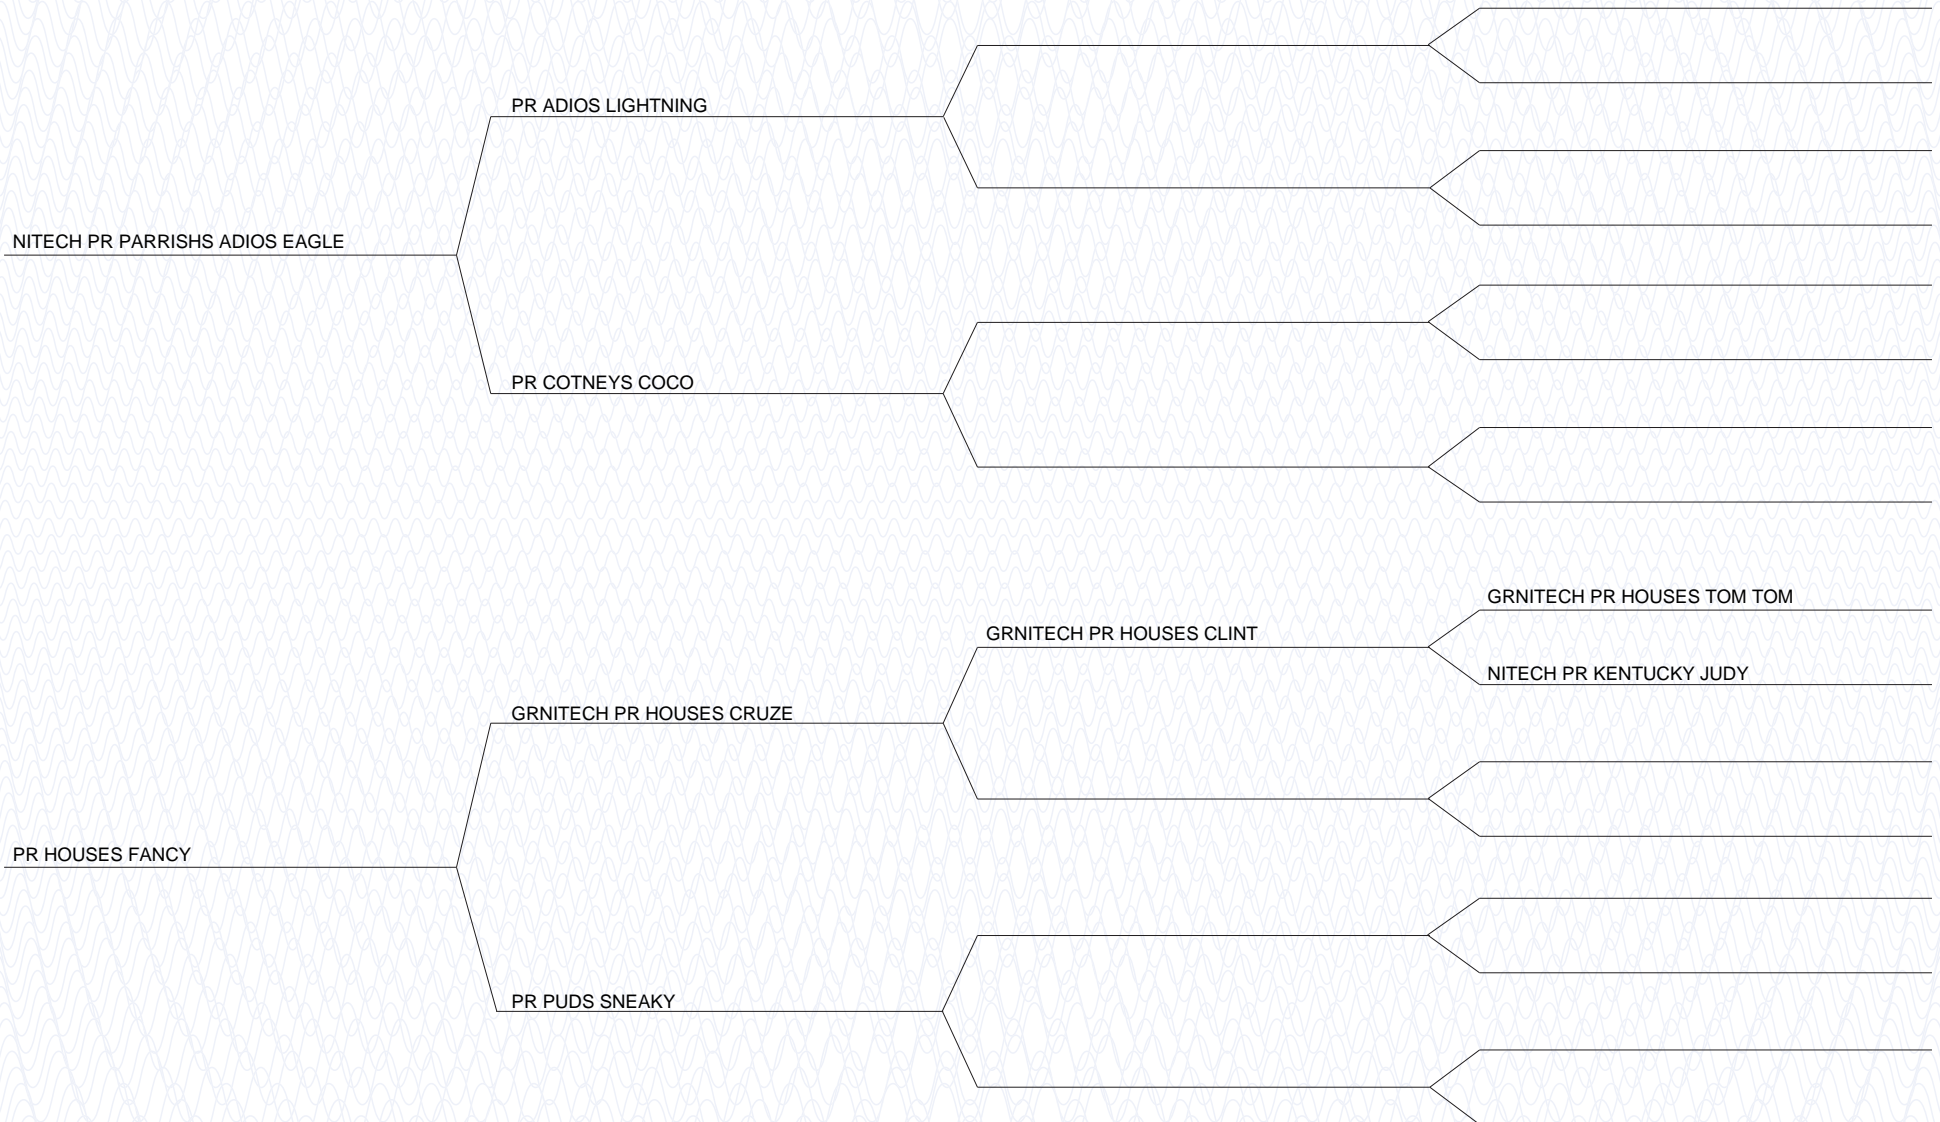 PR ADIOS LIGHTNING
NITECH PR PARRISHS ADIOS EAGLE
PR COTNEYS COCO
GRNITECH PR HOUSES TOM TOM
GRNITECH PR HOUSES CLINT
NITECH PR KENTUCKY JUDY
GRNITECH PR HOUSES CRUZE
PR HOUSES FANCY
PR PUDS SNEAKY